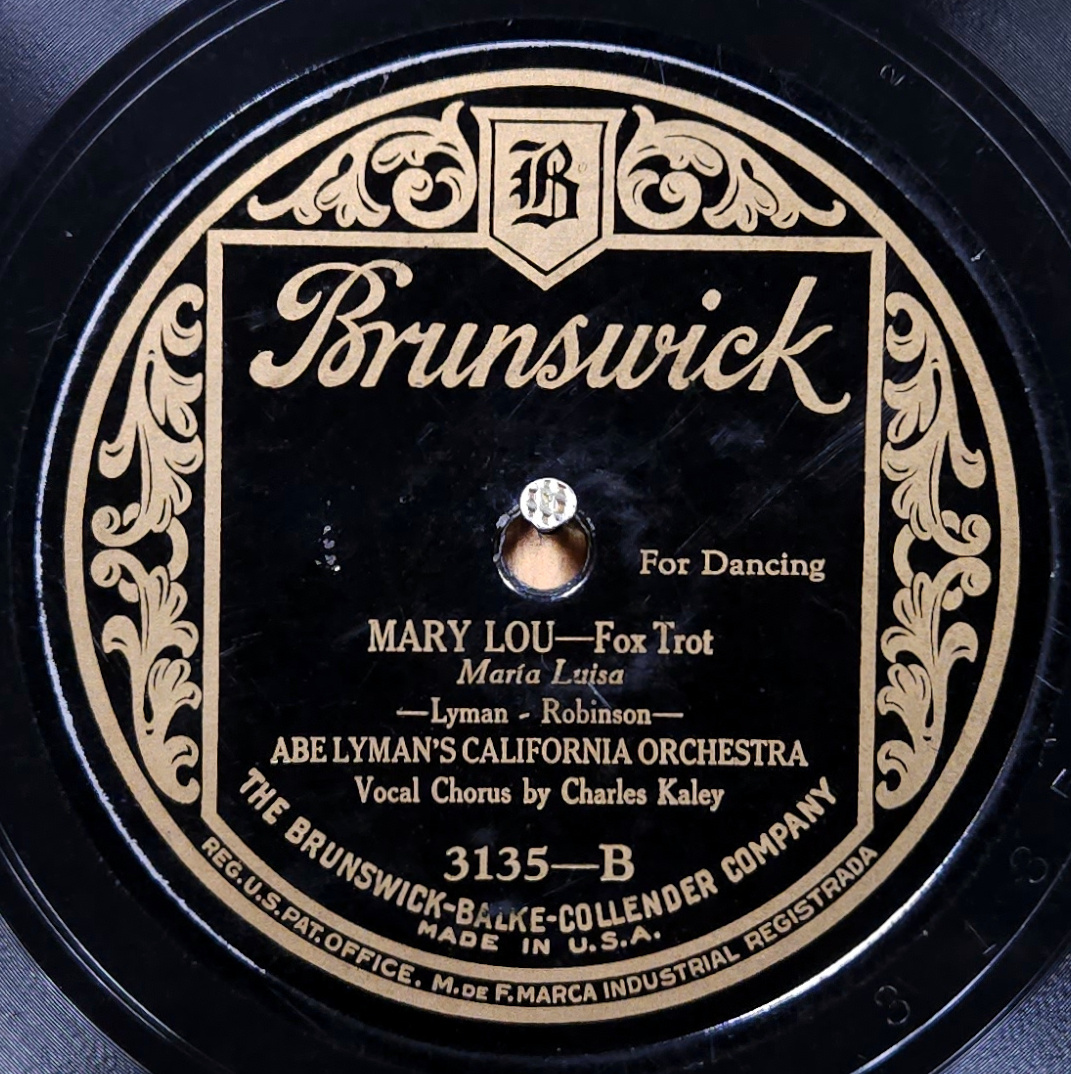 B
Brunswick
For Dancing
MARY LOU—Fox Trot
María Luisa
—Lyman - Robinson—
ABE LYMAN'S CALIFORNIA ORCHESTRA
Vocal Chorus by Charles Kaley
3135—B
THE BRUNSWICK-BALKE-COLLENDER COMPANY
MADE IN U.S.A.
REG. U.S. PAT. OFFICE. M. DE F. MARCA INDUSTRIAL REGISTRADA